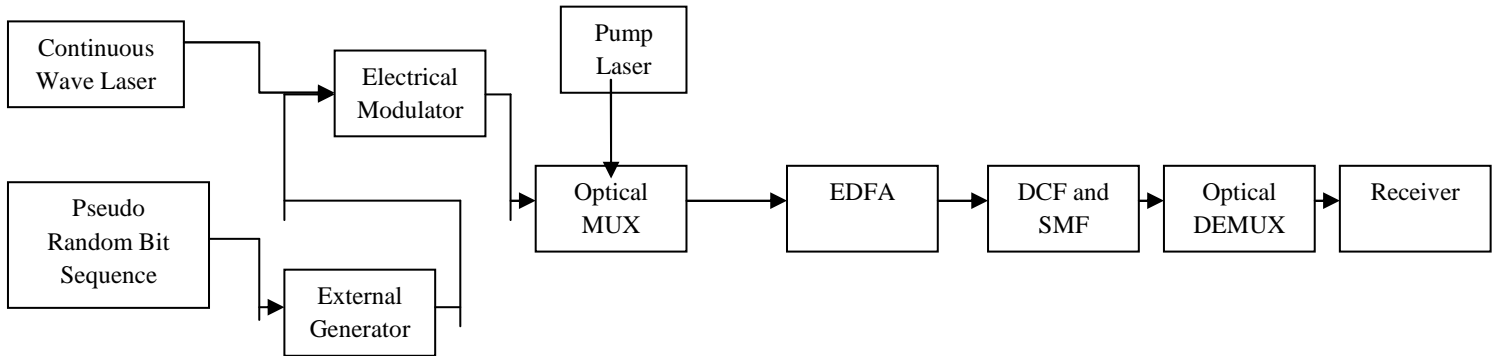 Continuous
Wave Laser
Electrical
Modulator
Pump
Laser
Pseudo
Random Bit
Sequence
External
Generator
Optical
MUX
EDFA
DCF and
SMF
Optical
DEMUX
Receiver